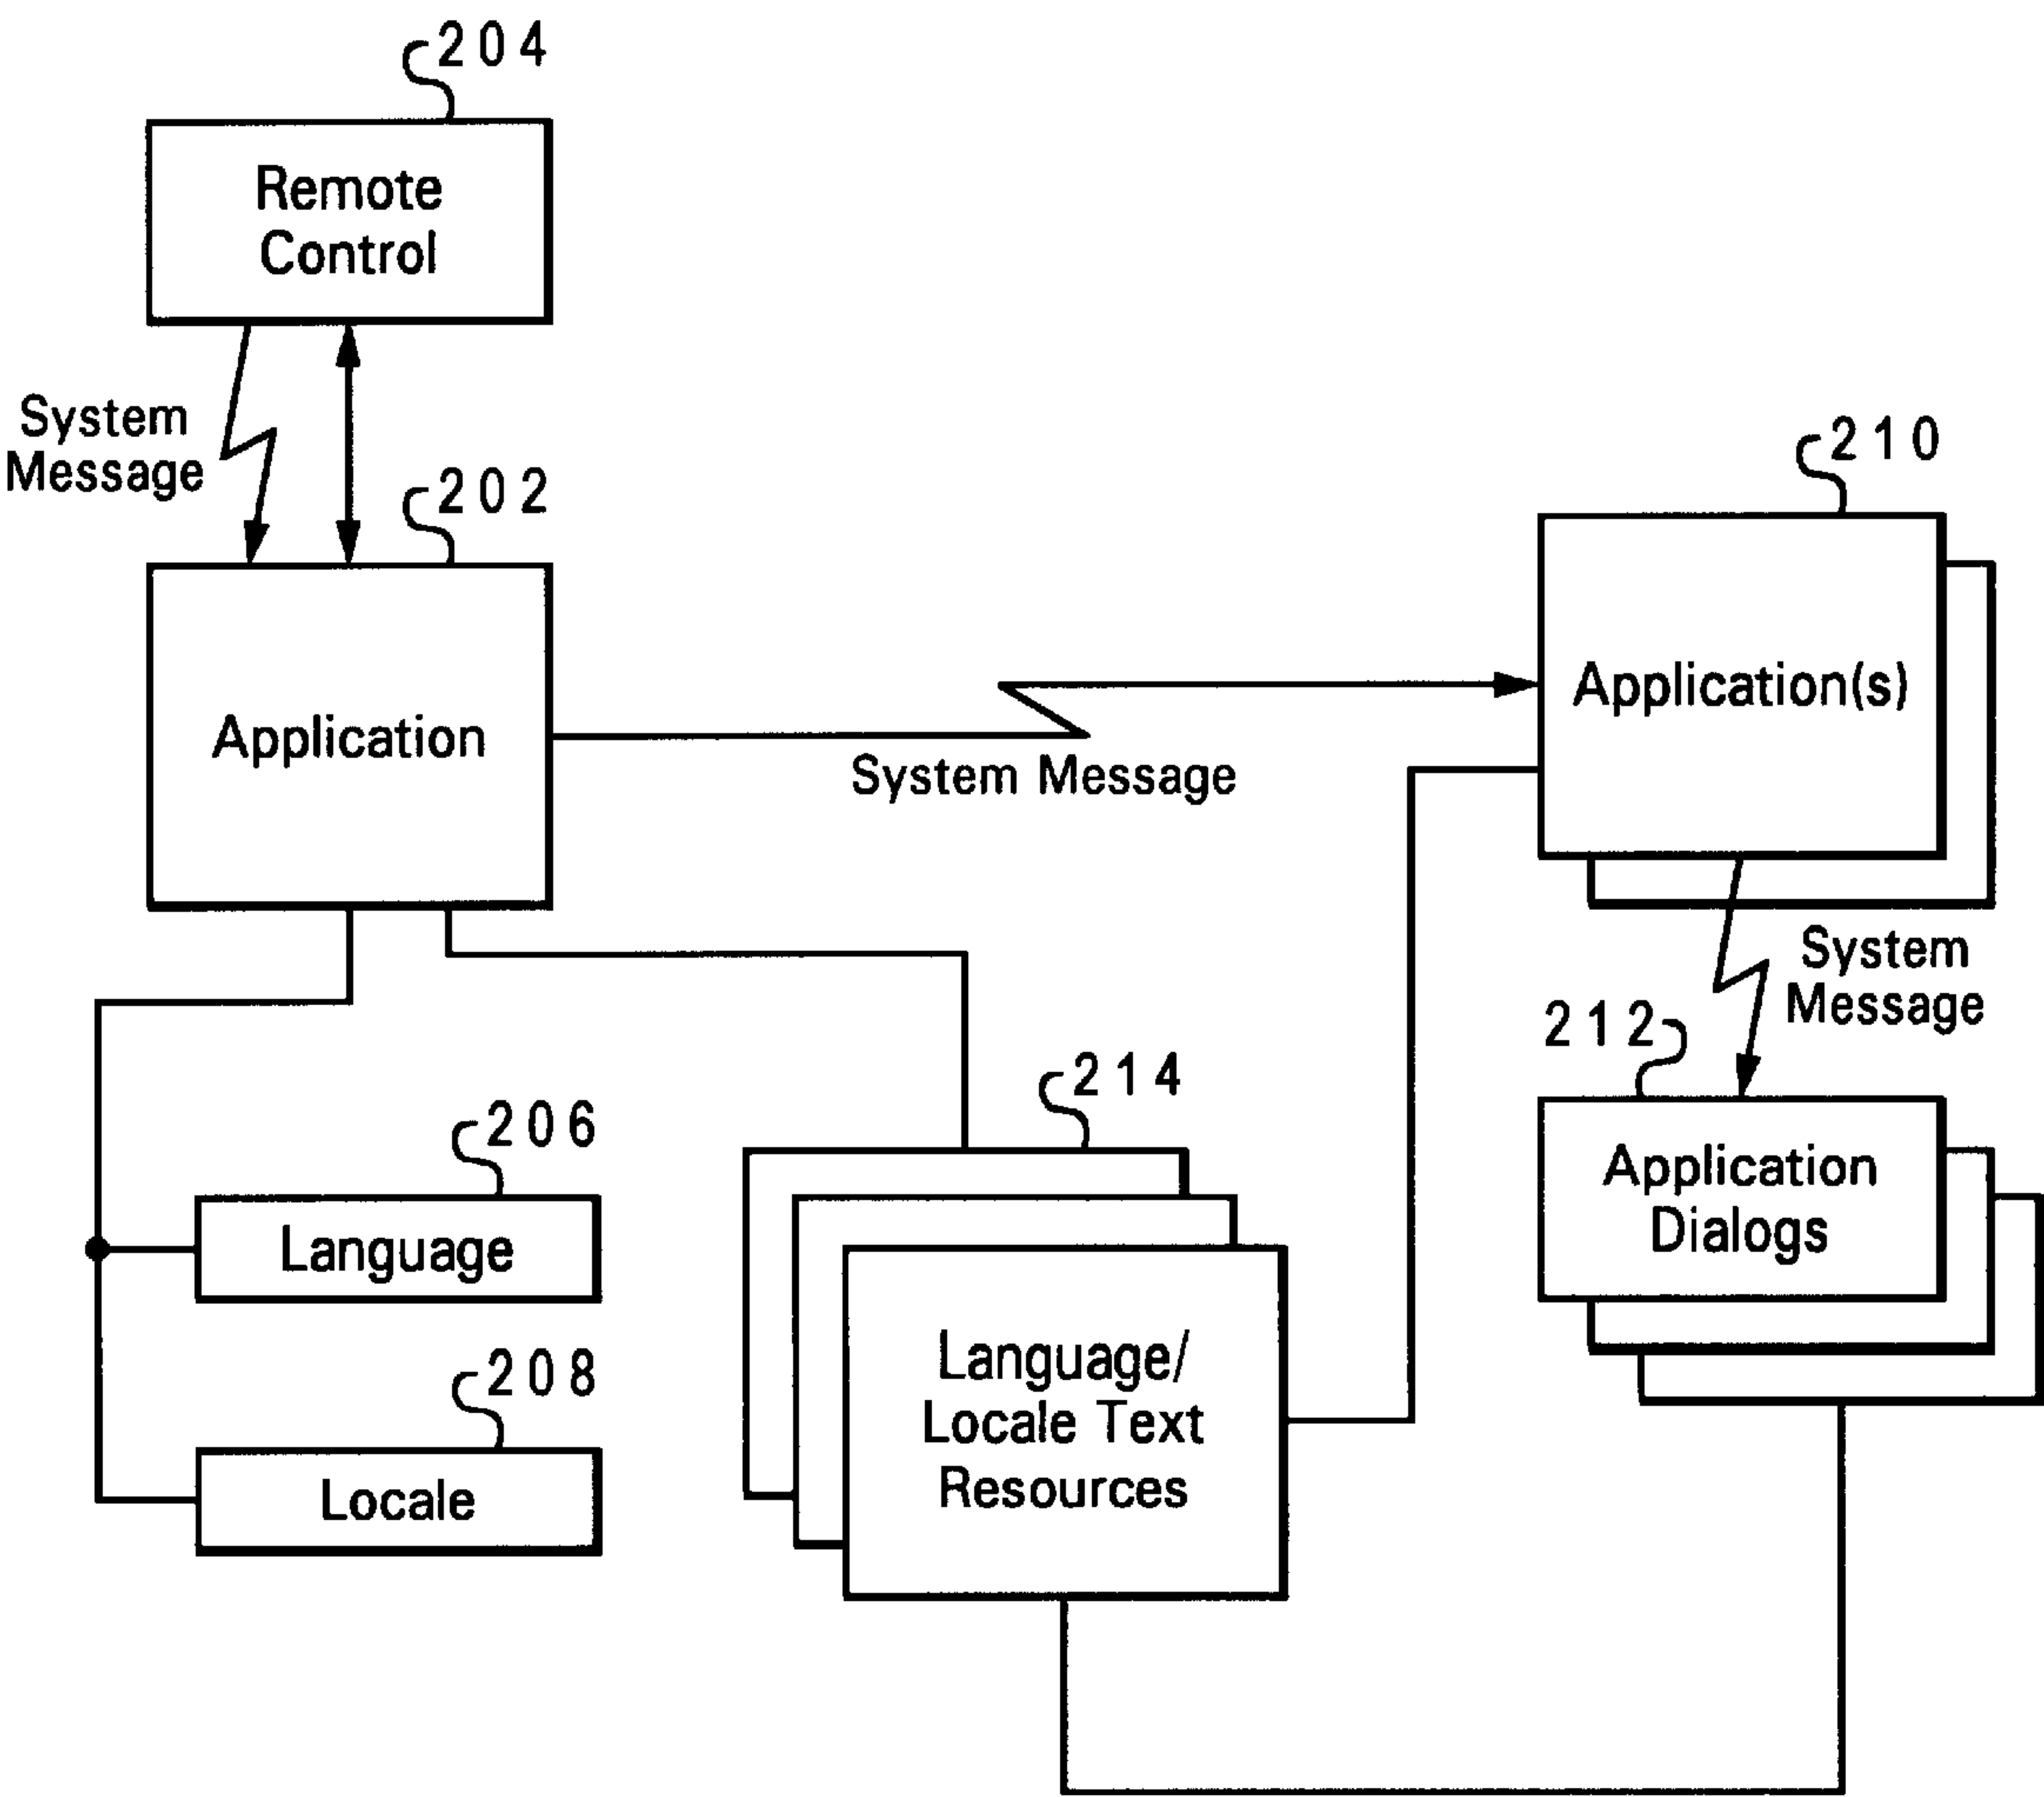 204
Remote
Control
System
Message
202
210
Application
Application(s)
System Message
System
Message
212
214
206
Application
Dialogs
Language
Language/
Locale Text
Resources
208
Locale